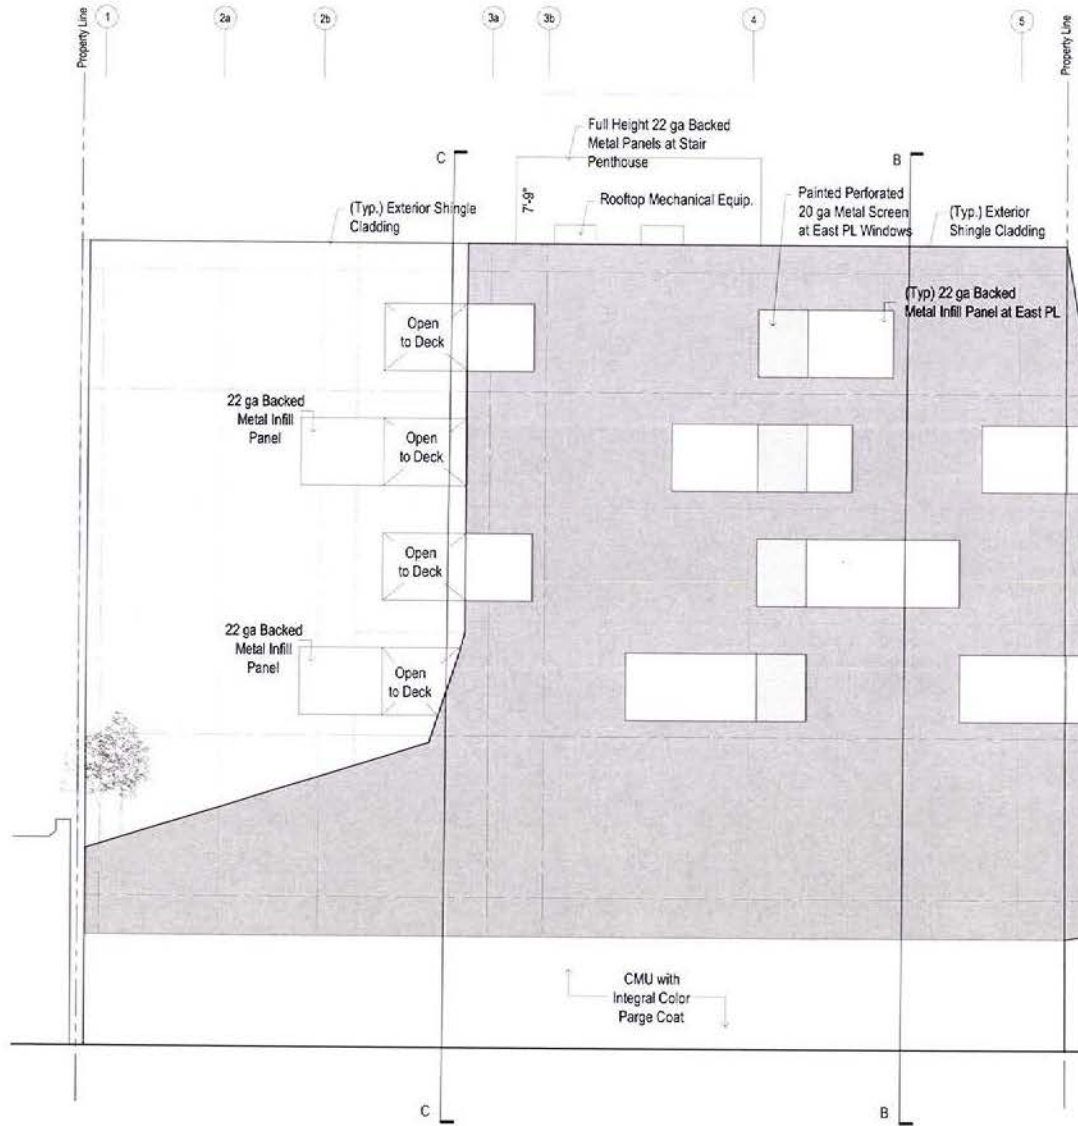 Property Line
1
2a
2b
3a
3b
4
5
Property Line
Full Height 22 ga Backed
Metal Panels at Stair
Penthouse
C
B
7'-9"
Rooftop Mechanical Equip.
Painted Perforated
20 ga Metal Screen
at East PL Windows
(Typ.) Exterior Shingle
Cladding
(Typ.) Exterior
Shingle Cladding
(Typ) 22 ga Backed
Metal Infill Panel at East PL
Open
to Deck
22 ga Backed
Metal Infill
Panel
Open
to Deck
Open
to Deck
22 ga Backed
Metal Infill
Panel
Open
to Deck
CMU with
Integral Color
Parge Coat
C
B